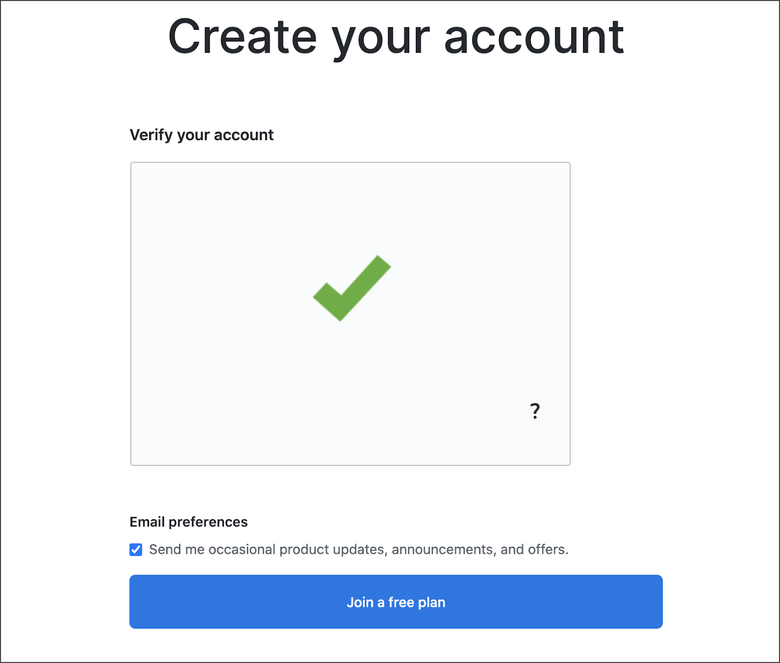 Create your account
Verify your account
?
Email preferences
Send me occasional product updates, announcements, and offers.
Join a free plan